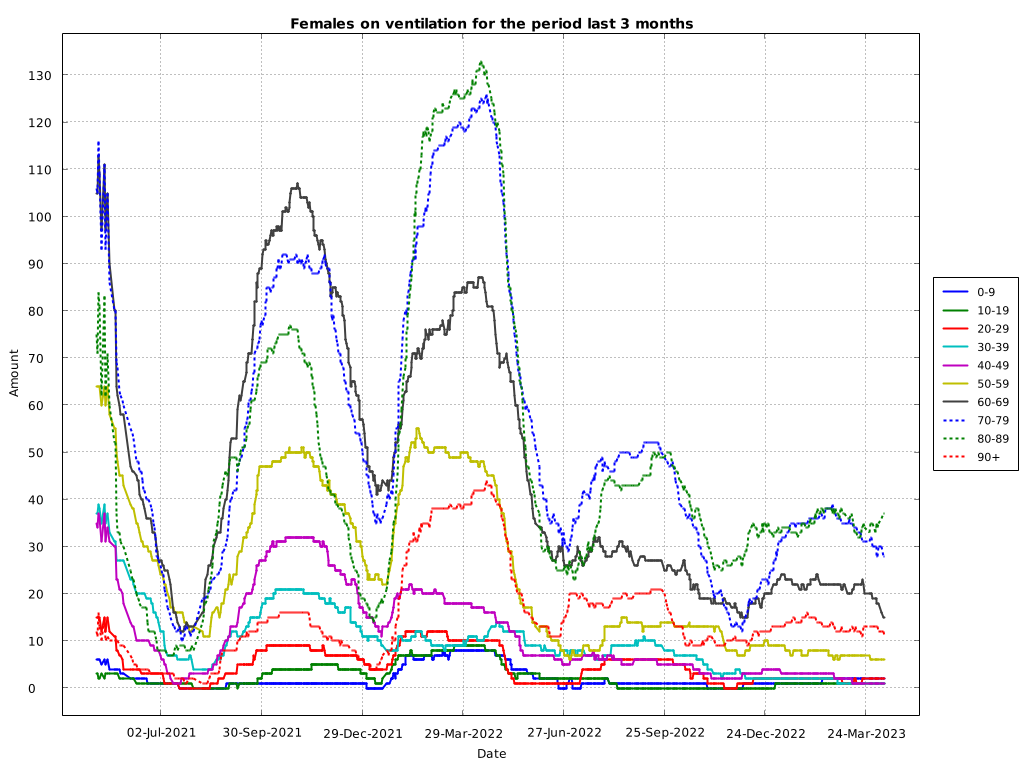 Females on ventilation for the period last 3 months
Amount
130
120
110
100
90
80
70
60
50
40
30
20
10
0
02-Jul-2021
30-Sep-2021
29-Dec-2021
29-Mar-2022
27-Jun-2022
25-Sep-2022
24-Dec-2022
24-Mar-2023
Date
0-9
10-19
20-29
30-39
40-49
50-59
60-69
70-79
80-89
90+